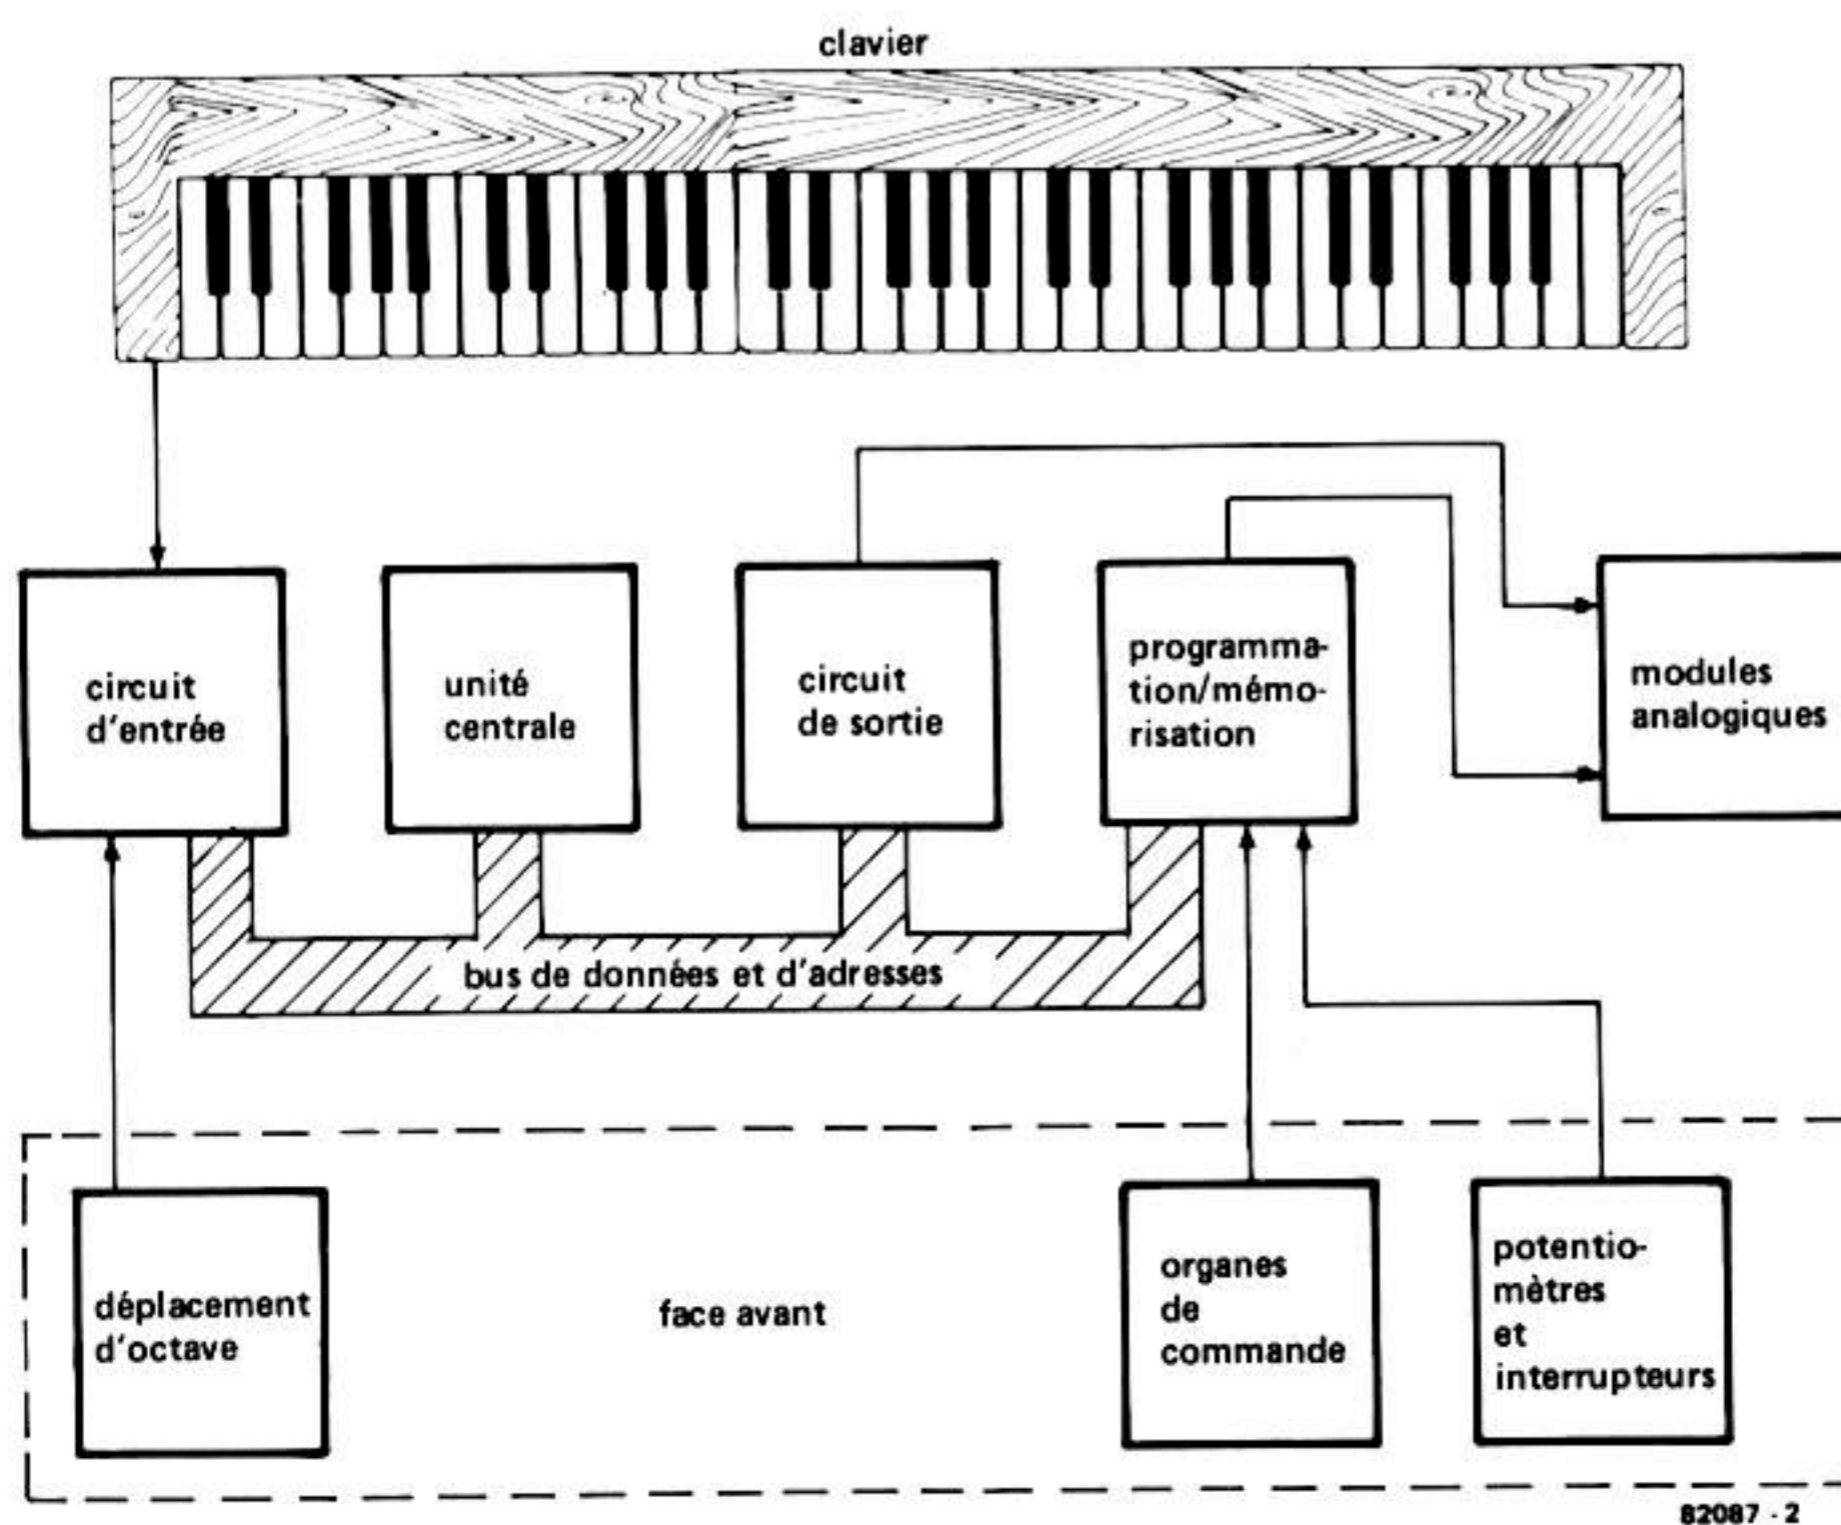 clavier
circuit
d'entrée
unité
centrale
circuit
de sortie
programma-
tion/mémo-
risation
modules
analogiques
bus de données et d'adresses
déplacement
d'octave
face avant
organes
de
commande
potentio-
mètres
et
interrupteurs
82087 - 2